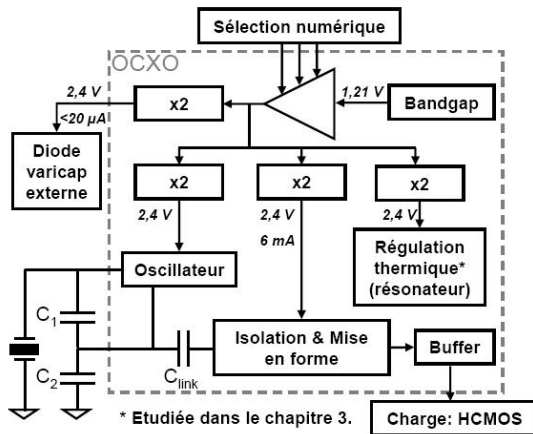 Sélection numérique
OCXO
2,4 V
x2
1,21 V
Bandgap
<20 µA
Diode
varicap
externe
x2
x2
x2
2,4 V
2,4 V
2,4 V
6 mA
Oscillateur
Régulation
thermique*
(résonateur)
C1
C2
Clink
Isolation & Mise
en forme
Buffer
* Etudiée dans le chapitre 3.
Charge: HCMOS